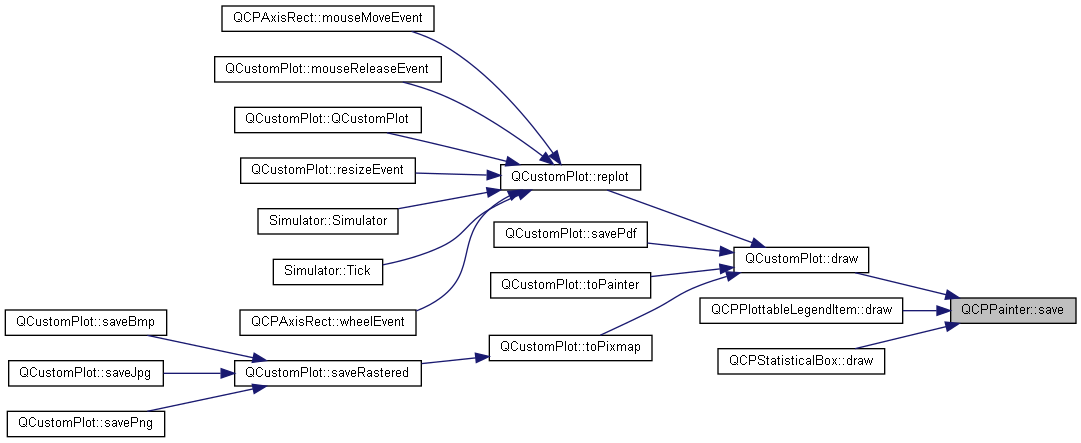 QCPAxisRect::mouseMoveEvent
QCustomPlot::mouseReleaseEvent
QCustomPlot::QCustomPlot
QCustomPlot::resizeEvent
QCustomPlot::replot
Simulator::Simulator
QCustomPlot::savePdf
Simulator::Tick
QCustomPlot::draw
QCustomPlot::toPainter
QCPPlottableLegendItem::draw
QCPPainter::save
QCPAxisRect::wheelEvent
QCustomPlot::saveBmp
QCustomPlot::toPixmap
QCPStatisticalBox::draw
QCustomPlot::saveJpg
QCustomPlot::saveRastered
QCustomPlot::savePng